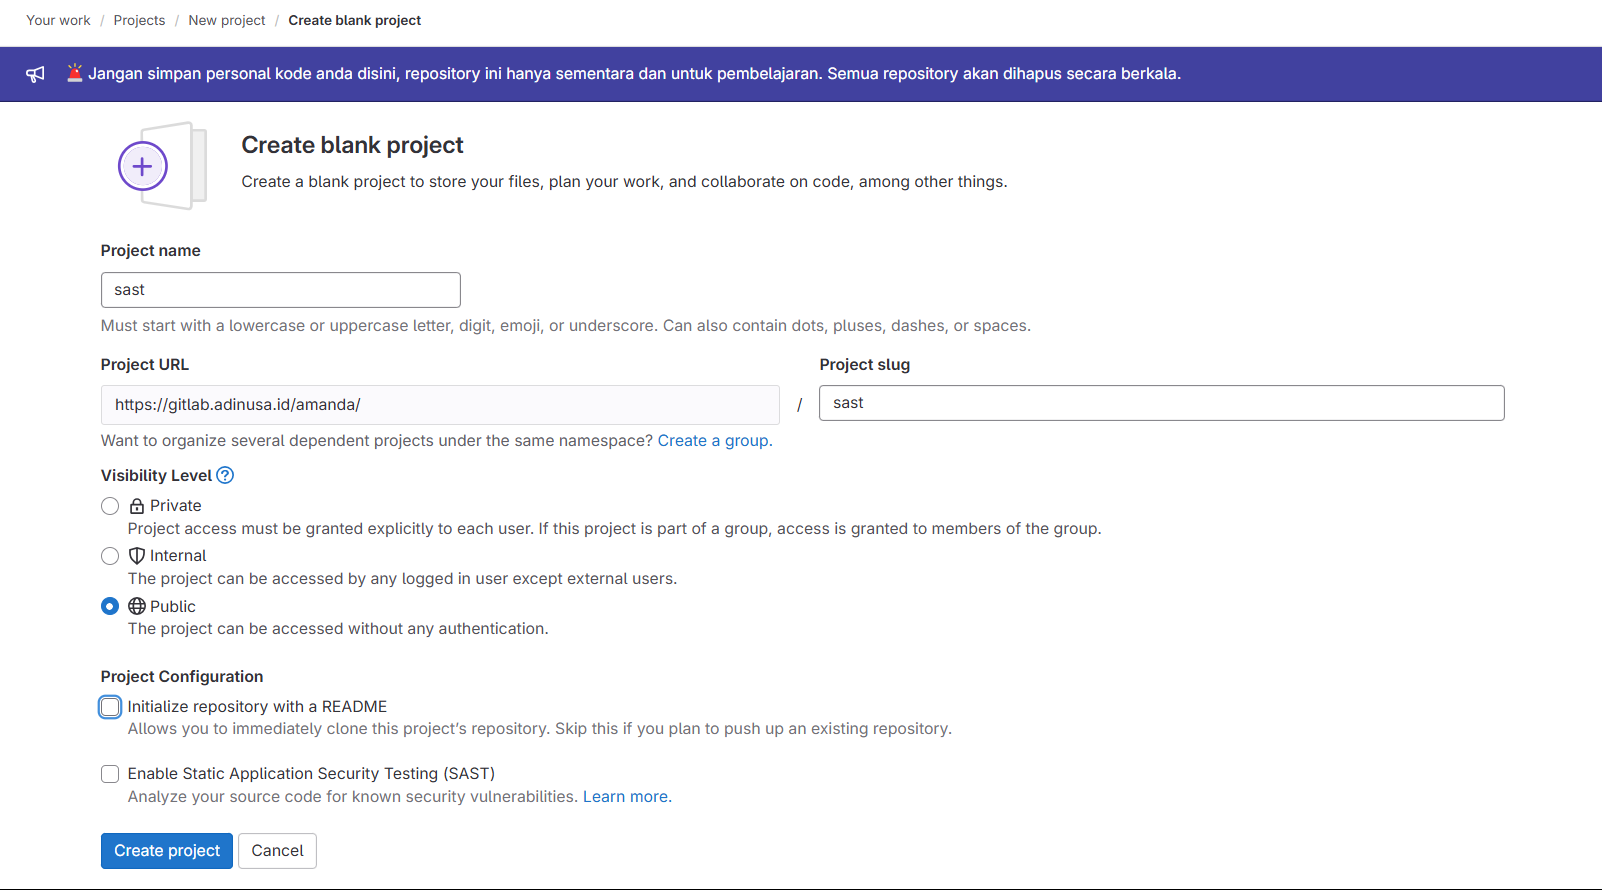 Your work / Projects / New project / Create blank project
🚨 Jangan simpan personal kode anda disini, repository ini hanya sementara dan untuk pembelajaran. Semua repository akan dihapus secara berkala.
Create blank project
Create a blank project to store your files, plan your work, and collaborate on code, among other things.
Project name
sast
Must start with a lowercase or uppercase letter, digit, emoji, or underscore. Can also contain dots, pluses, dashes, or spaces.
Project URL
https://gitlab.adinusa.id/amanda/
/
Project slug
sast
Want to organize several dependent projects under the same namespace? Create a group.
Visibility Level
Private
Project access must be granted explicitly to each user. If this project is part of a group, access is granted to members of the group.
Internal
The project can be accessed by any logged in user except external users.
Public
The project can be accessed without any authentication.
Project Configuration
Initialize repository with a README
Allows you to immediately clone this project's repository. Skip this if you plan to push up an existing repository.
Enable Static Application Security Testing (SAST)
Analyze your source code for known security vulnerabilities. Learn more.
Create project
Cancel